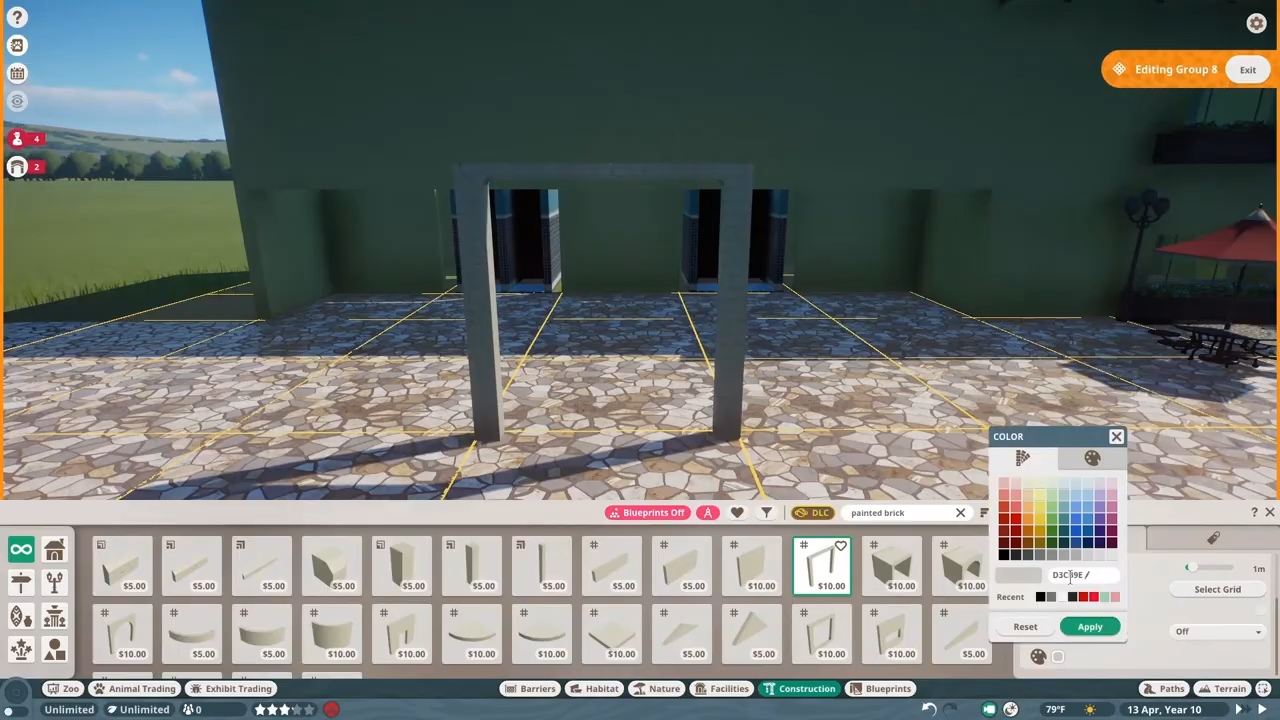 ?
Editing Group 8
Exit
4
2
COLOR
Blueprints Off
DLC
painted brick
? ×
$5.00
$5.00
$5.00
$5.00
$5.00
$5.00
$5.00
$5.00
$5.00
$10.00
$10.00
$10.00
$10.00
$10.00
$5.00
$5.00
$10.00
$10.00
$10.00
$10.00
$10.00
$5.00
$5.00
$10.00
$10.00
$5.00
1m
Select Grid
Recent
Reset
Apply
Off
Zoo
Animal Trading
Exhibit Trading
Barriers
Habitat
Nature
Facilities
Construction
Blueprints
Paths
Terrain
Unlimited
Unlimited
0
79°F
13 Apr, Year 10